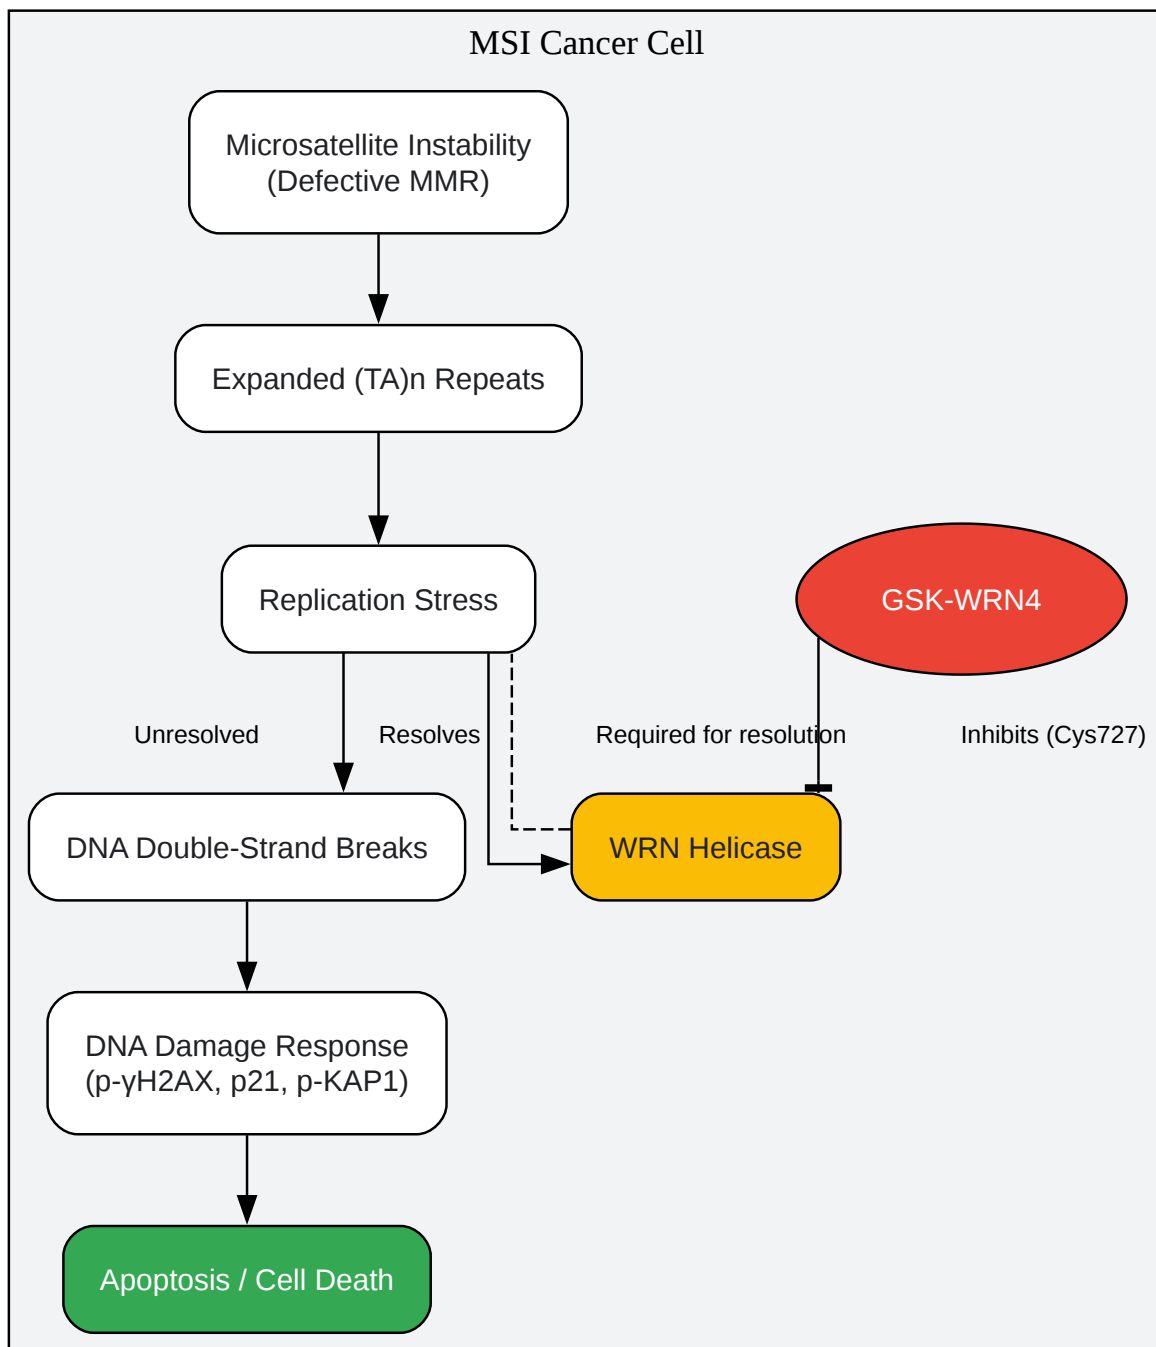 MSI Cancer Cell
Microsatellite Instability
(Defective MMR)
Expanded (TA)n Repeats
Replication Stress
GSK-WRN4
Unresolved
Resolves
Required for resolution
Inhibits (Cys727)
DNA Double-Strand Breaks
WRN Helicase
DNA Damage Response
(p-γH2AX, p21, p-KAP1)
Apoptosis / Cell Death